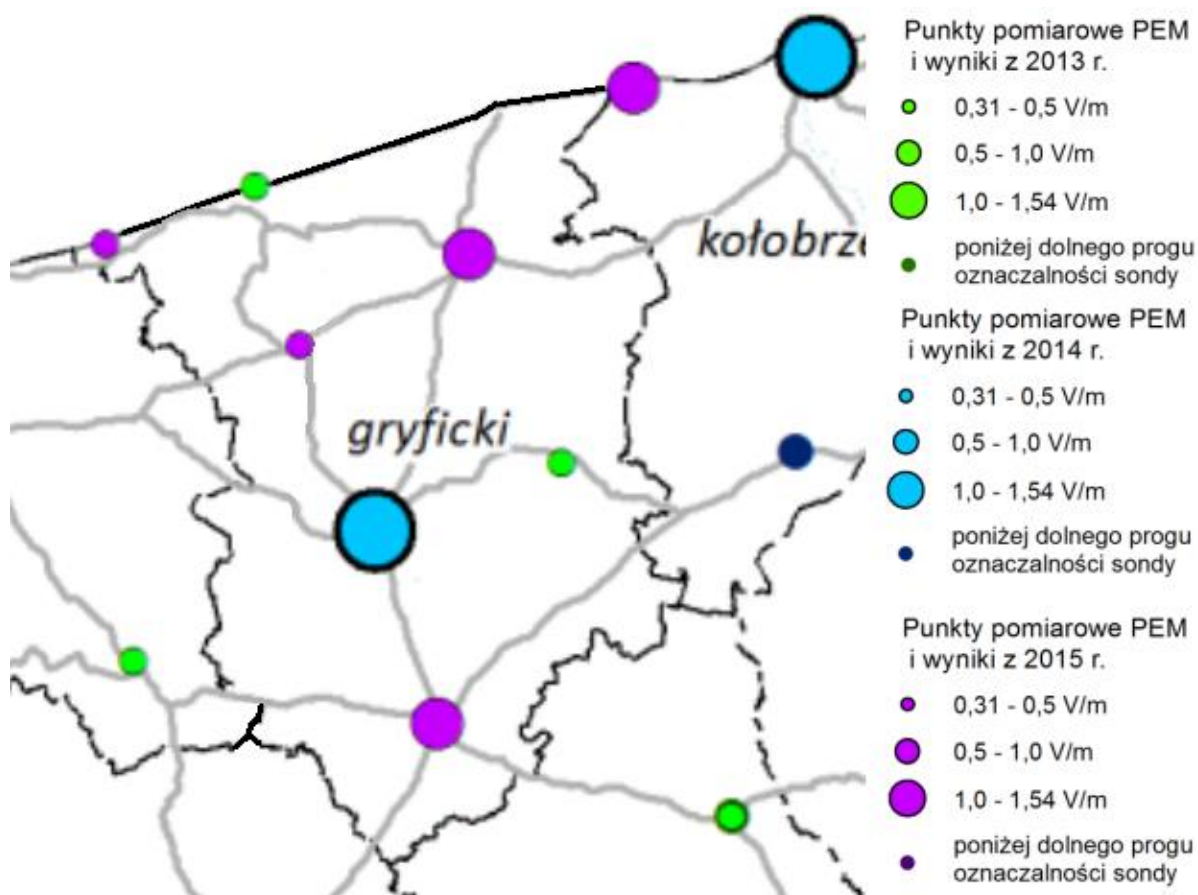 kołobrze
gryficki
Punkty pomiarowe PEM
i wyniki z 2013 r.
0,31 - 0,5 V/m
0,5 - 1,0 V/m
1,0 - 1,54 V/m
poniżej dolnego progu
oznaczalności sondy
Punkty pomiarowe PEM
i wyniki z 2014 r.
0,31 - 0,5 V/m
0,5 - 1,0 V/m
1,0 - 1,54 V/m
poniżej dolnego progu
oznaczalności sondy
Punkty pomiarowe PEM
i wyniki z 2015 r.
0,31 - 0,5 V/m
0,5 - 1,0 V/m
1,0 - 1,54 V/m
poniżej dolnego progu
oznaczalności sondy